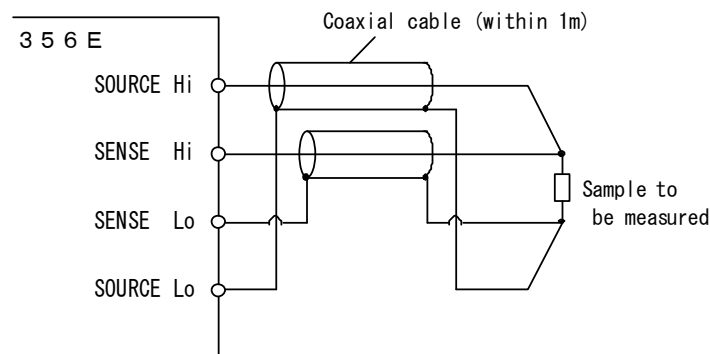 Coaxial cable (within 1m)
３５６Ｅ
SOURCE Hi
SENSE Hi
SENSE Lo
SOURCE Lo
Sample to
be measured